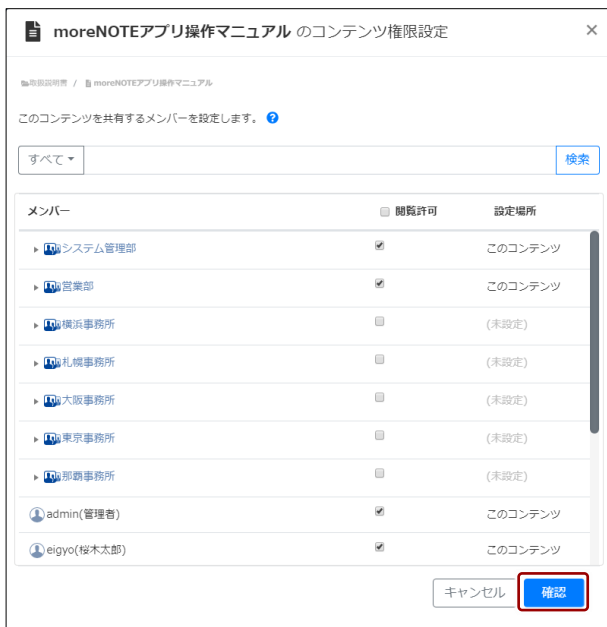 moreNOTEアプリ操作マニュアル のコンテンツ権限設定 ×
取扱説明書 / moreNOTEアプリ操作マニュアル
このコンテンツを共有するメンバーを設定します。 ?
すべて 検索
メンバー 閲覧許可 設定場所
システム管理部 このコンテンツ
営業部 このコンテンツ
横浜事務所 (未設定)
札幌事務所 (未設定)
大阪事務所 (未設定)
東京事務所 (未設定)
那覇事務所 (未設定)
admin(管理者) このコンテンツ
eigyo(桜木太郎) このコンテンツ
キャンセル 確認